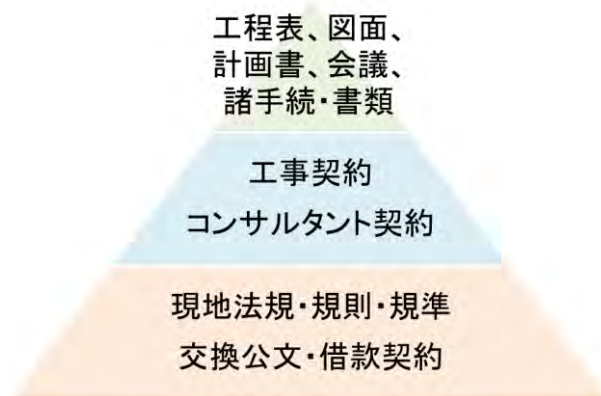 工程表、図面、
計画書、会議、
諸手続・書類
工事契約
コンサルタント契約
現地法規・規則・規準
交換公文・借款契約